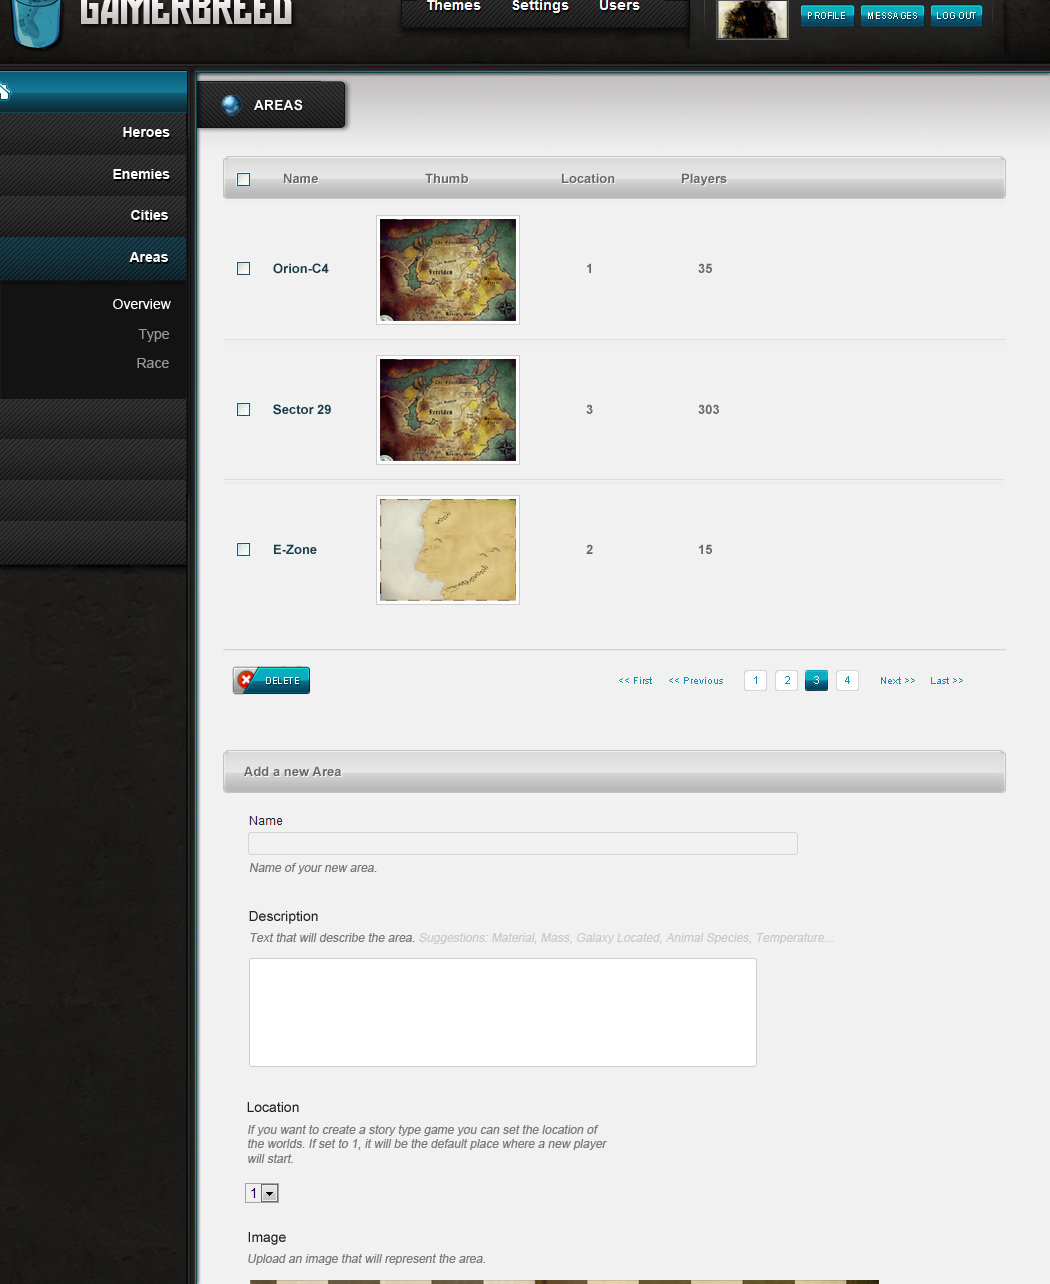 GAMERBREED
Themes Settings Users
PROFILE MESSAGES LOG OUT
AREAS
Heroes
Enemies
Cities
Areas
Overview
Type
Race
Name Thumb Location Players
Orion-C4 1 35
Sector 29 3 303
E-Zone 2 15
DELETE
<< First << Previous 1 2 3 4 Next >> Last >>
Add a new Area
Name
Name of your new area.
Description
Text that will describe the area. Suggestions: Material, Mass, Galaxy Located, Animal Species, Temperature...
Location
If you want to create a story type game you can set the location of
the worlds. If set to 1, it will be the default place where a new player
will start.
1
Image
Upload an image that will represent the area.